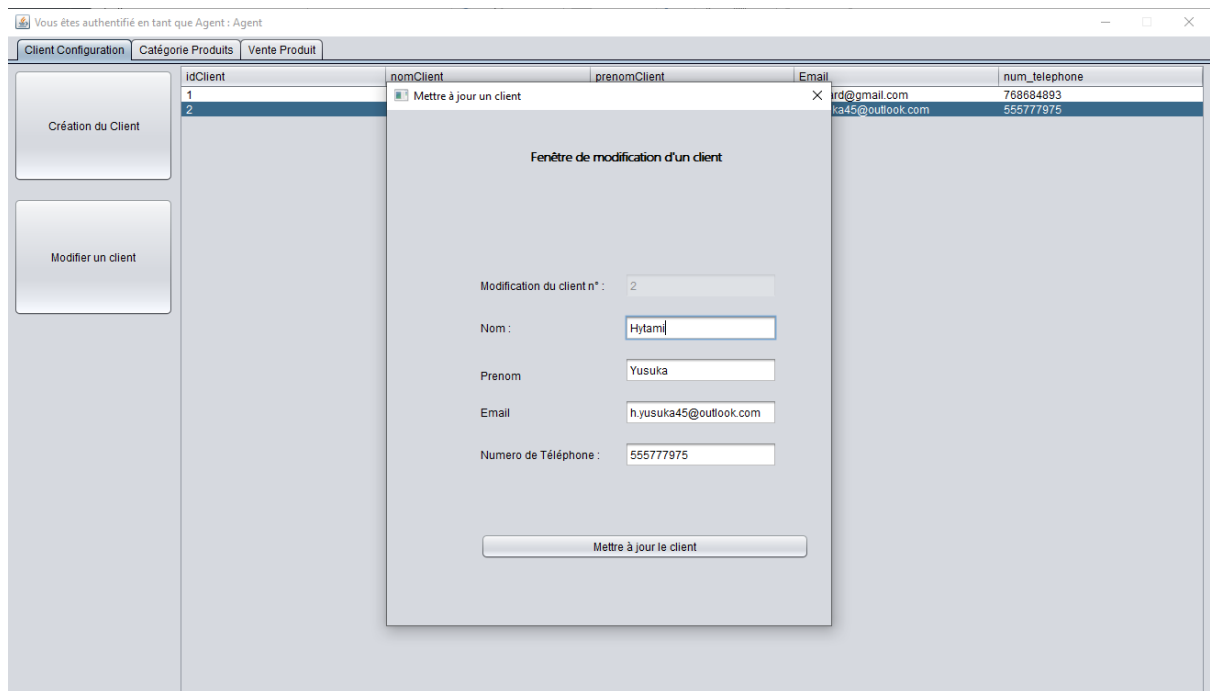 Vous êtes authentifié en tant que Agent : Agent
Client Configuration Catégorie Produits Vente Produit
idClient nomClient prenomClient Email num_telephone
1 ard@gmail.com 768684893
2 ka45@outlook.com 555777975
Création du Client
Modifier un client
Mettre à jour un client
Fenêtre de modification d'un client
Modification du client n° : 2
Nom : Hytami
Prenom Yusuka
Email h.yusuka45@outlook.com
Numero de Téléphone : 555777975
Mettre à jour le client